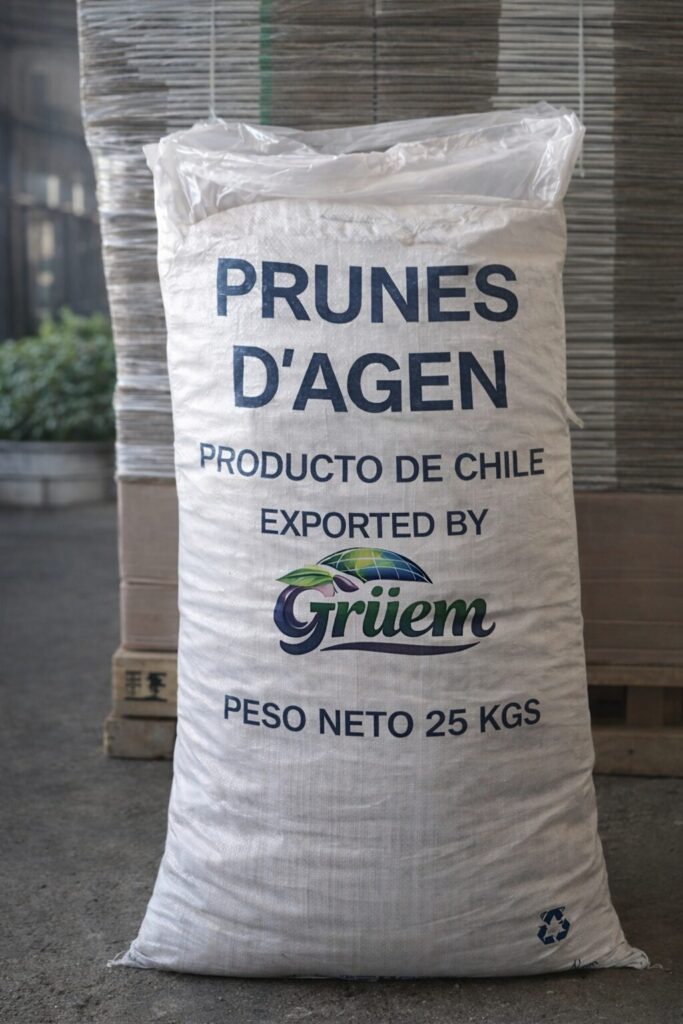 PRUNES
D'AGEN
PRODUCTO DE CHILE
EXPORTED BY
Grüem
PESO NETO 25 KGS